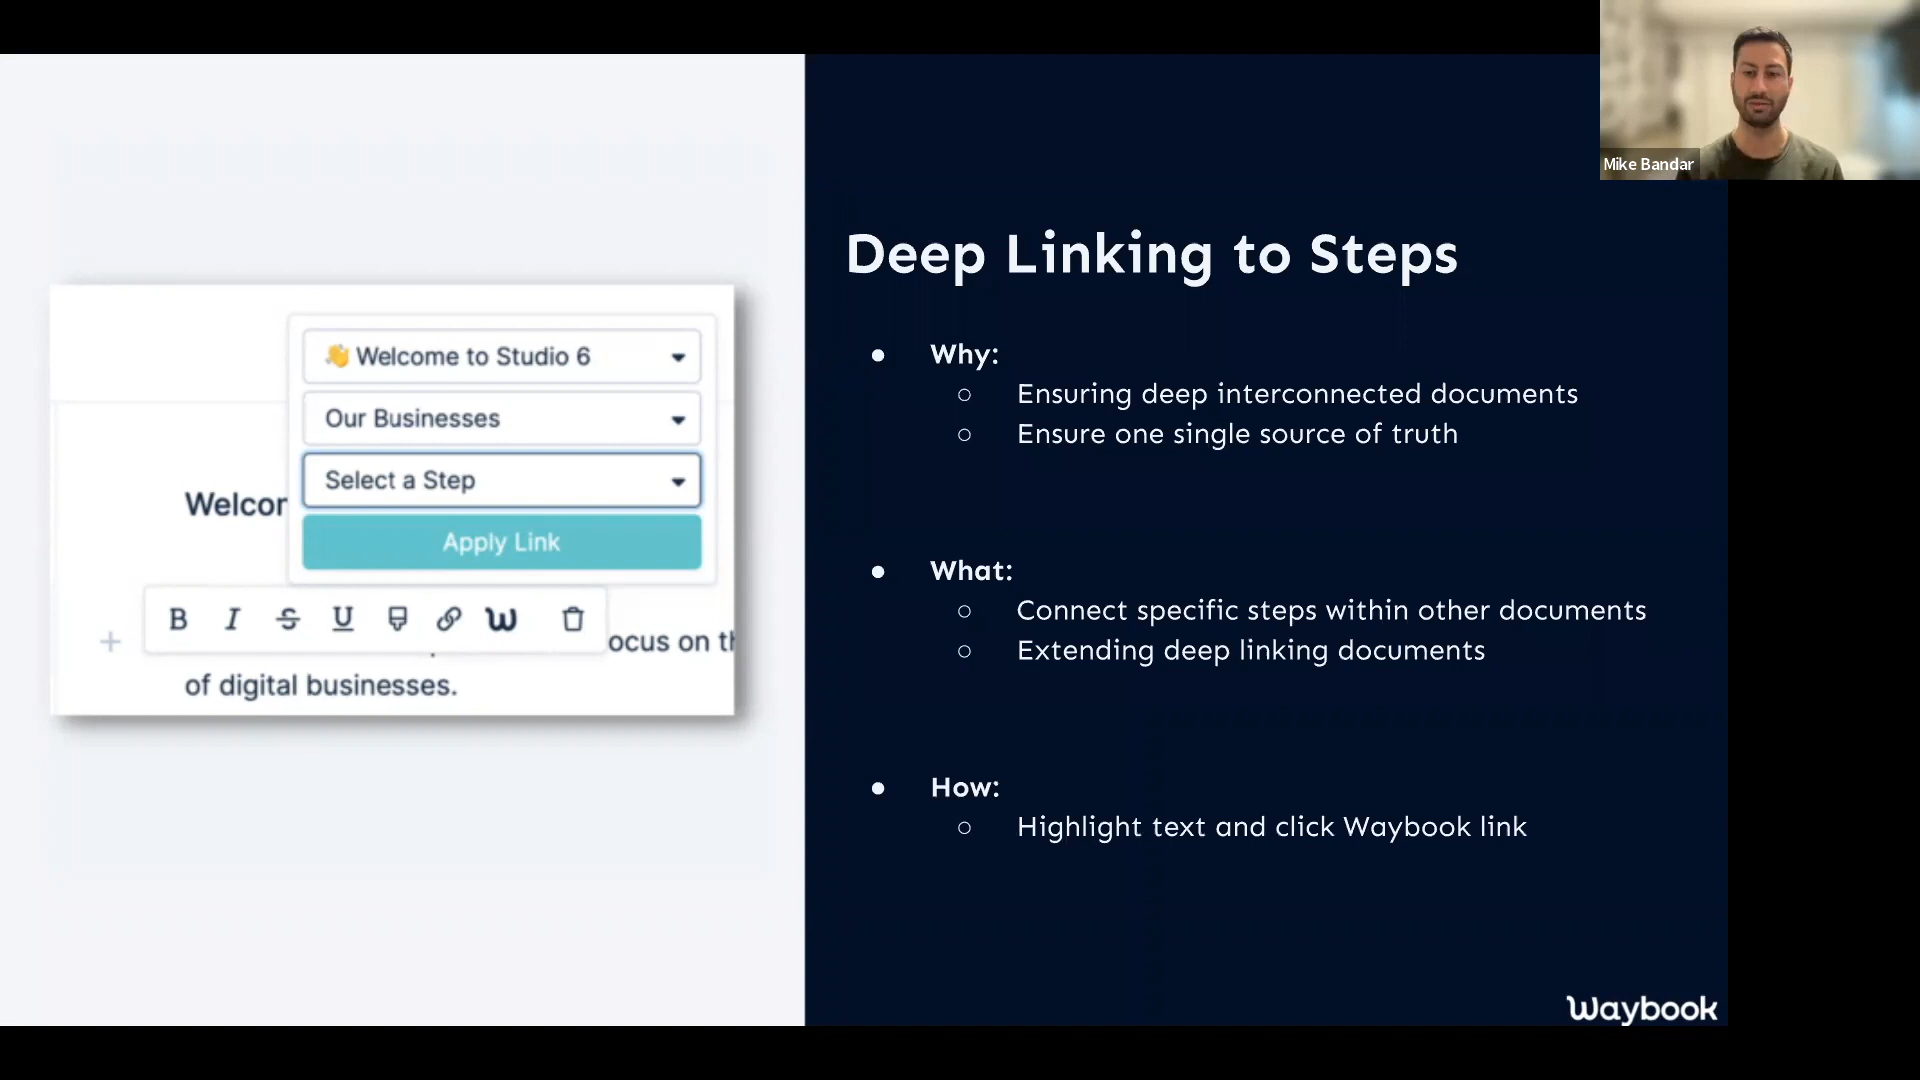 Mike Bandar
👋 Welcome to Studio 6
Our Businesses
Select a Step
Apply Link
Welcor
B I S U W
ocus on th
of digital businesses.
Deep Linking to Steps
● Why:
○ Ensuring deep interconnected documents
○ Ensure one single source of truth
● What:
○ Connect specific steps within other documents
○ Extending deep linking documents
● How:
○ Highlight text and click Waybook link
Waybook